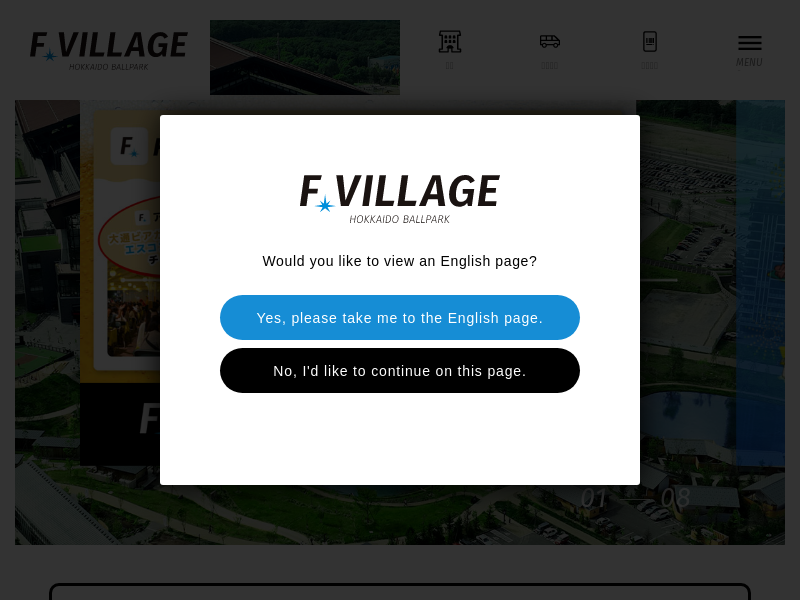 F VILLAGE
HOKKAIDO BALLPARK
MENU
F VILLAGE
HOKKAIDO BALLPARK
Would you like to view an English page?
Yes, please take me to the English page.
No, I'd like to continue on this page.
01
08